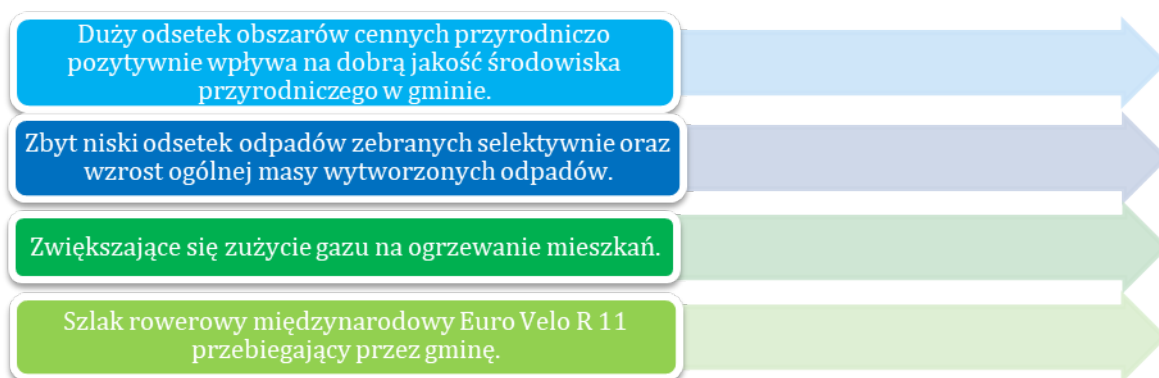 Duży odsetek obszarów cennych przyrodniczo
pozytywnie wpływa na dobrą jakość środowiska
przyrodniczego w gminie.
Zbyt niski odsetek odpadów zebranych selektywnie oraz
wzrost ogólnej masy wytworzonych odpadów.
Zwiększające się zużycie gazu na ogrzewanie mieszkań.
Szlak rowerowy międzynarodowy Euro Velo R 11
przebiegający przez gminę.